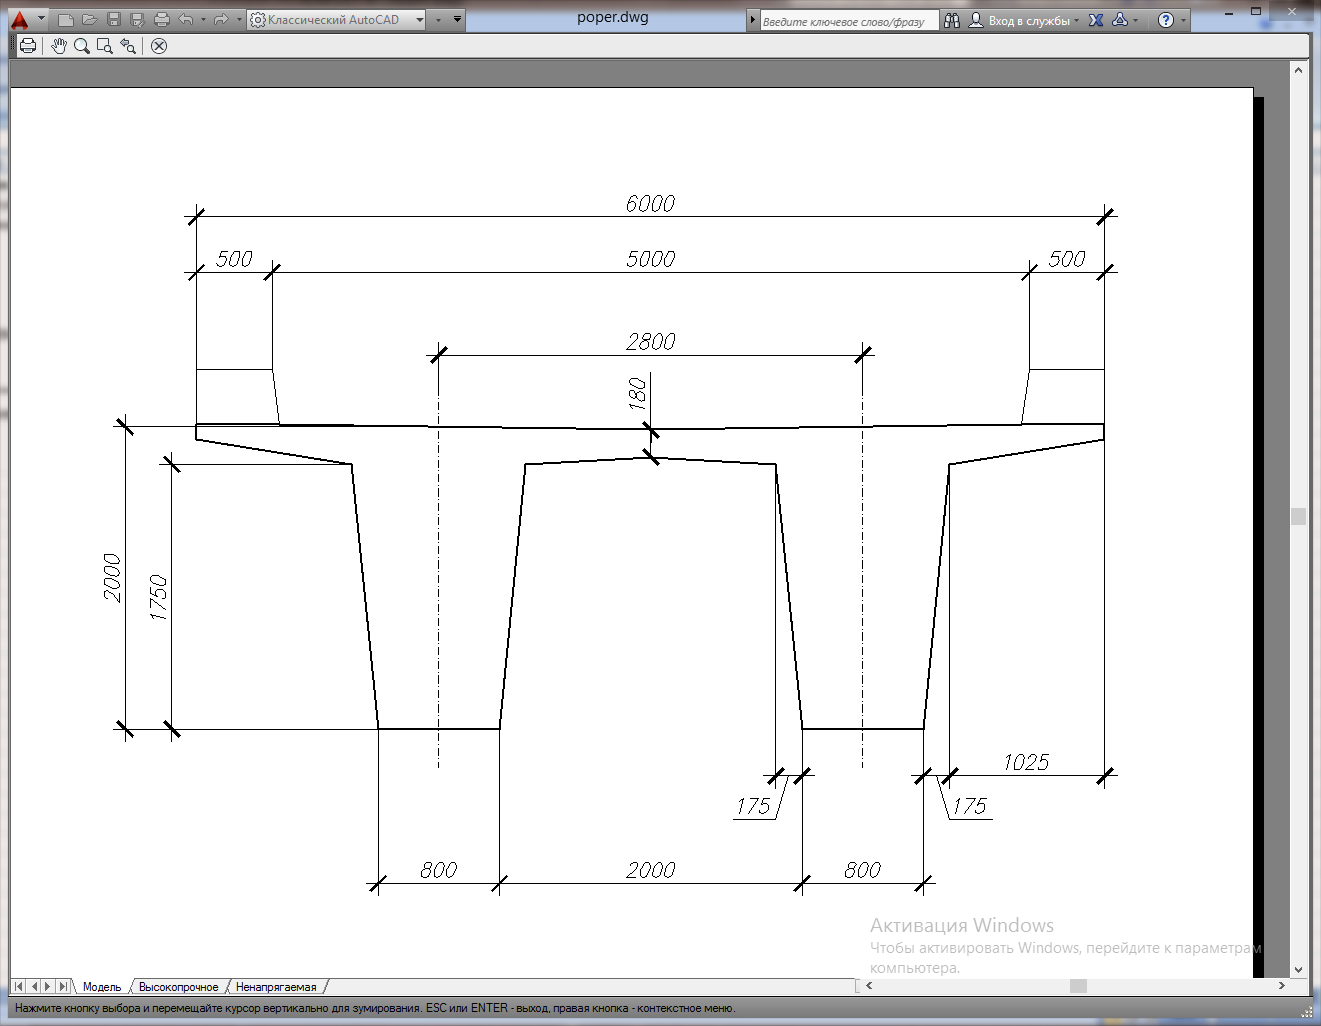 Классический AutoCAD
poper.dwg
Введите ключевое слово/фразу
Вход в службы
6000
500
5000
500
2800
180
2000
1750
1025
175
175
800
2000
800
Активация Windows
Чтобы активировать Windows, перейдите к параметрам
компьютера.
Модель
Высокопрочное
Ненапрягаемая
Нажмите кнопку выбора и перемещайте курсор вертикально для зумирования. ESC или ENTER - выход, правая кнопка - контекстное меню.